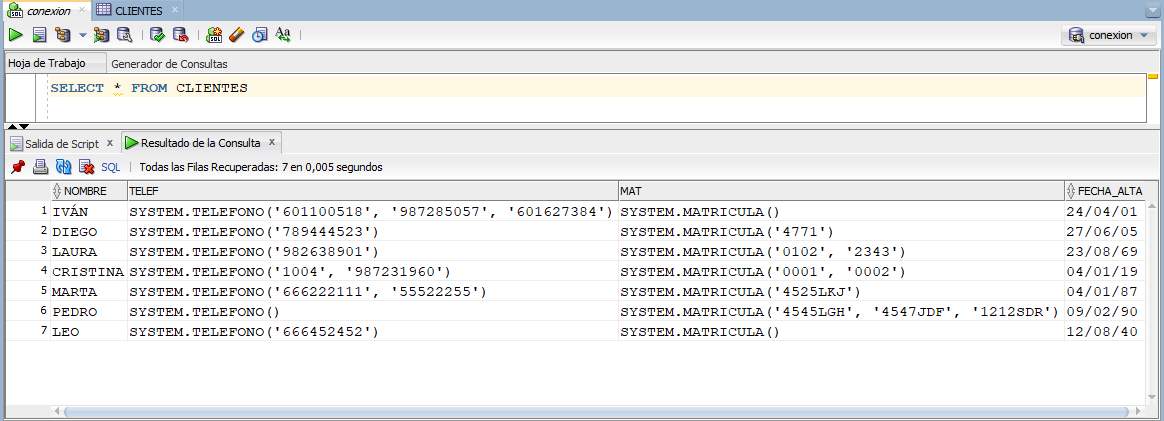 conexion × CLIENTES ×
SQL Aa conexion
Hoja de Trabajo Generador de Consultas
SELECT * FROM CLIENTES
Salida de Script × Resultado de la Consulta ×
SQL | Todas las Filas Recuperadas: 7 en 0,005 segundos
NOMBRE TELEF MAT FECHA_ALTA
1 IVÁN SYSTEM.TELEFONO('601100518', '987285057', '601627384') SYSTEM.MATRICULA() 24/04/01
2 DIEGO SYSTEM.TELEFONO('789444523') SYSTEM.MATRICULA('4771') 27/06/05
3 LAURA SYSTEM.TELEFONO('982638901') SYSTEM.MATRICULA('0102', '2343') 23/08/69
4 CRISTINA SYSTEM.TELEFONO('1004', '987231960') SYSTEM.MATRICULA('0001', '0002') 04/01/19
5 MARTA SYSTEM.TELEFONO('666222111', '55522255') SYSTEM.MATRICULA('4525LKJ') 04/01/87
6 PEDRO SYSTEM.TELEFONO() SYSTEM.MATRICULA('4545LGH', '4547JDF', '1212SDR') 09/02/90
7 LEO SYSTEM.TELEFONO('666452452') SYSTEM.MATRICULA() 12/08/40